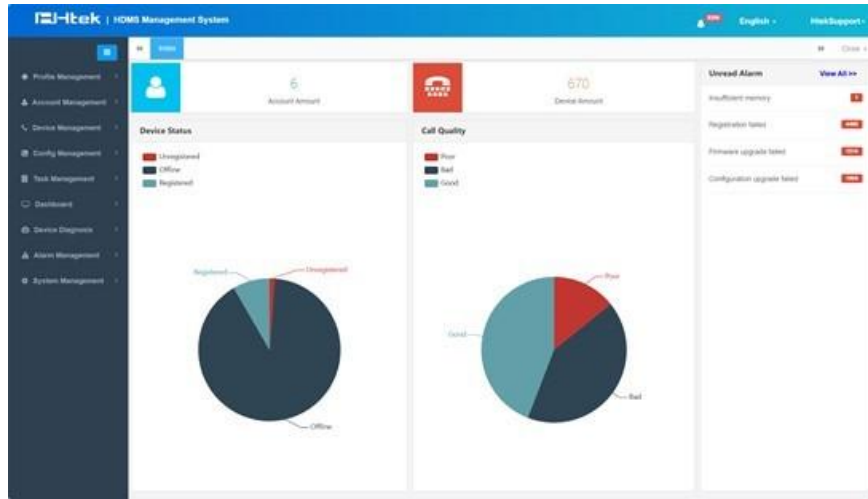 Htek | HDMS Management System
English
HtekSupport
Index
Close
Profile Management
Account Management
Device Management
Config Management
Task Management
Dashboard
Device Diagnosis
Alarm Management
System Management
6
Account Amount
670
Device Amount
Device Status
Unregistered
Offline
Registered
Registered
Unregistered
Offline
Call Quality
Poor
Bad
Good
Poor
Good
Bad
Unread Alarm
View All >>
Insufficient memory
Registration failed
Firmware upgrade failed
Configuration upgrade failed